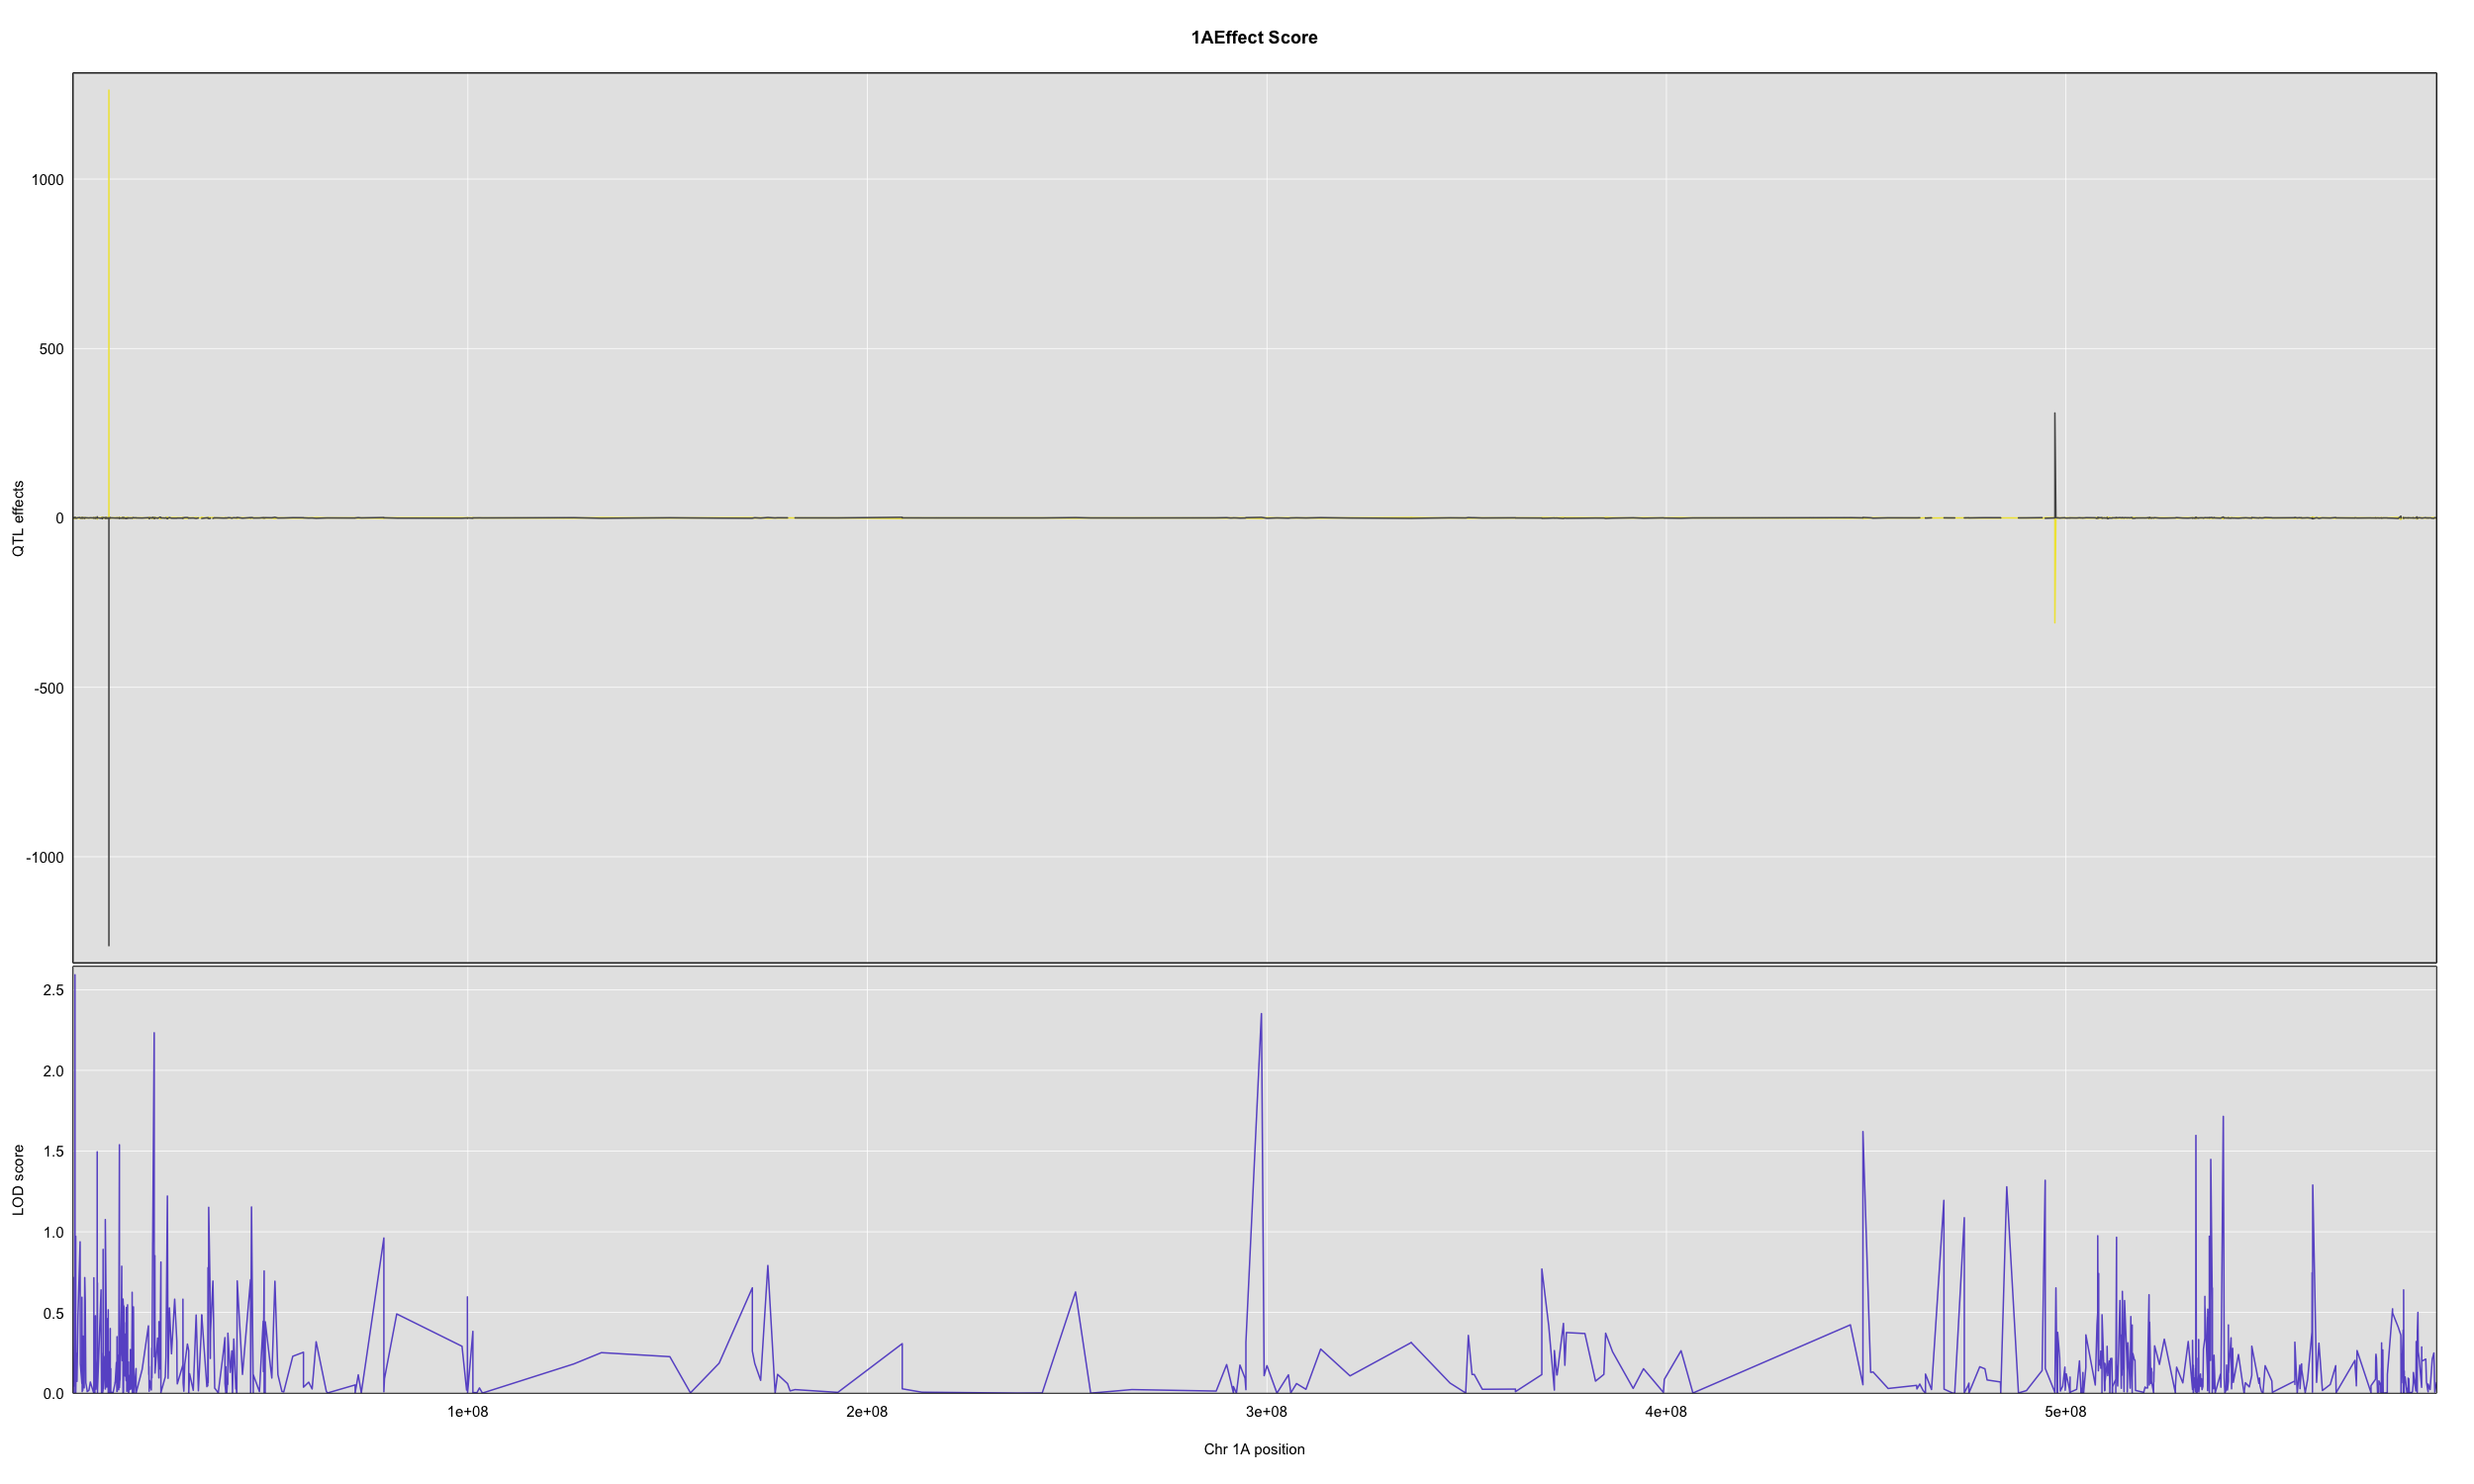 1AEffect Score
QTL effects
1000
500
0
-500
-1000
LOD score
2.5
2.0
1.5
1.0
0.5
0.0
1e+08
2e+08
3e+08
4e+08
5e+08
Chr 1A position